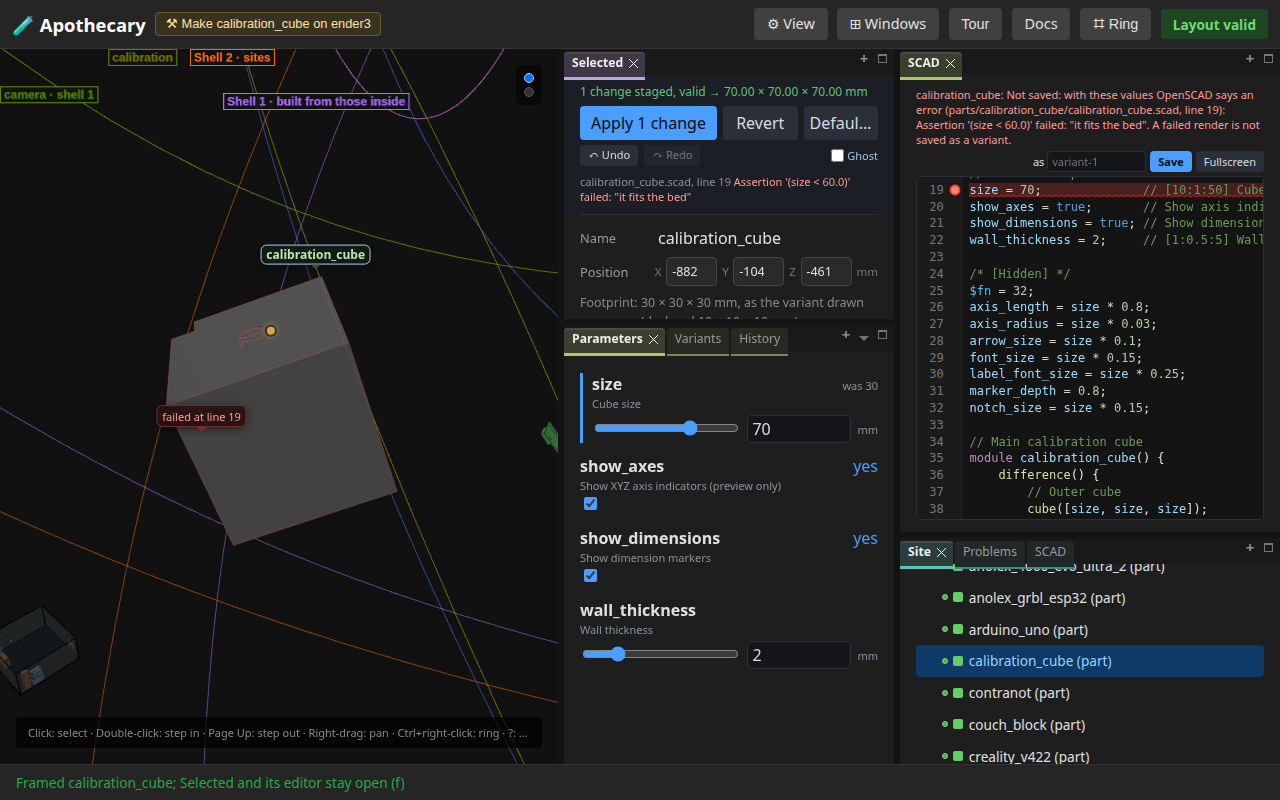 🧪 Apothecary
⚒ Make calibration_cube on ender3
⚙ View
⊞ Windows
Tour
Docs
⌗ Ring
Layout valid
calibration
Shell 2 · sites
camera · shell 1
Shell 1 · built from those inside
calibration_cube
failed at line 19
Click: select · Double-click: step in · Page Up: step out · Right-drag: pan · Ctrl+right-click: ring · ?: ...
Selected
1 change staged, valid → 70.00 × 70.00 × 70.00 mm
Apply 1 change
Revert
Defaul...
↶ Undo
↷ Redo
Ghost
calibration_cube.scad, line 19 Assertion '(size < 60.0)'
failed: "it fits the bed"
Name calibration_cube
Position X -882 Y -104 Z -461 mm
Footprint: 30 × 30 × 30 mm, as the variant drawn
Parameters
Variants
History
size was 30
Cube size
70 mm
show_axes yes
Show XYZ axis indicators (preview only)
show_dimensions yes
Show dimension markers
wall_thickness
Wall thickness
2 mm
SCAD
calibration_cube: Not saved: with these values OpenSCAD says an
error (parts/calibration_cube/calibration_cube.scad, line 19):
Assertion '(size < 60.0)' failed: "it fits the bed". A failed render is not
saved as a variant.
as variant-1 Save Fullscreen
19 size = 70; // [10:1:50] Cube
20 show_axes = true; // Show axis indi
21 show_dimensions = true; // Show dimension
22 wall_thickness = 2; // [1:0.5:5] Wall
23
24 /* [Hidden] */
25 $fn = 32;
26 axis_length = size * 0.8;
27 axis_radius = size * 0.03;
28 arrow_size = size * 0.1;
29 font_size = size * 0.15;
30 label_font_size = size * 0.25;
31 marker_depth = 0.8;
32 notch_size = size * 0.15;
33
34 // Main calibration cube
35 module calibration_cube() {
36 difference() {
37 // Outer cube
38 cube([size, size, size]);
Site
Problems
SCAD
anolex_grbl_esp32 (part)
arduino_uno (part)
calibration_cube (part)
contranot (part)
couch_block (part)
creality_v422 (part)
Framed calibration_cube; Selected and its editor stay open (f)